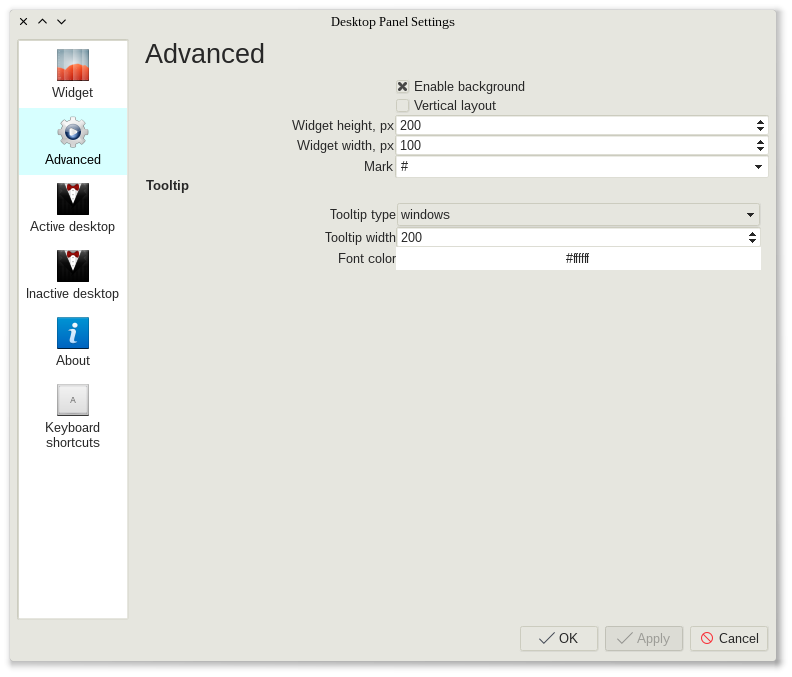 Desktop Panel Settings
Widget
Advanced
Active desktop
Inactive desktop
About
A
Keyboard
shortcuts
Advanced
Enable background
Vertical layout
Widget height, px 200
Widget width, px 100
Mark #
Tooltip
Tooltip type windows
Tooltip width 200
Font color #ffffff
OK
Apply
Cancel